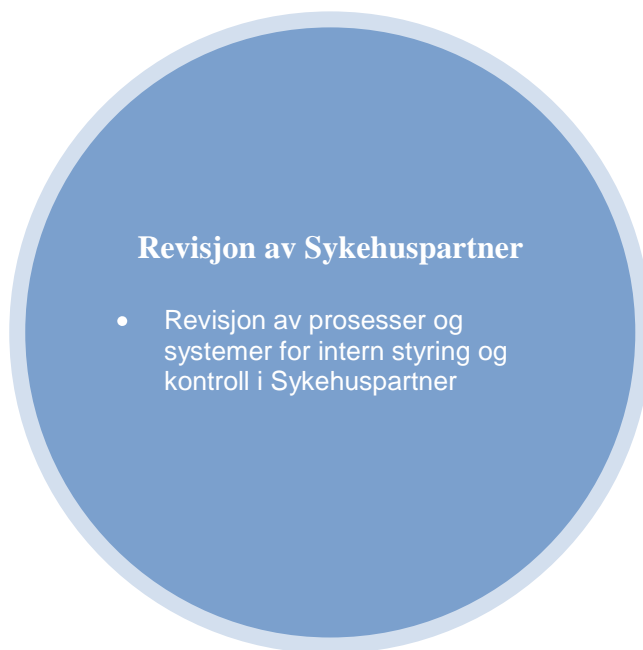 Revisjon av Sykehuspartner
• Revisjon av prosesser og
systemer for intern styring og
kontroll i Sykehuspartner